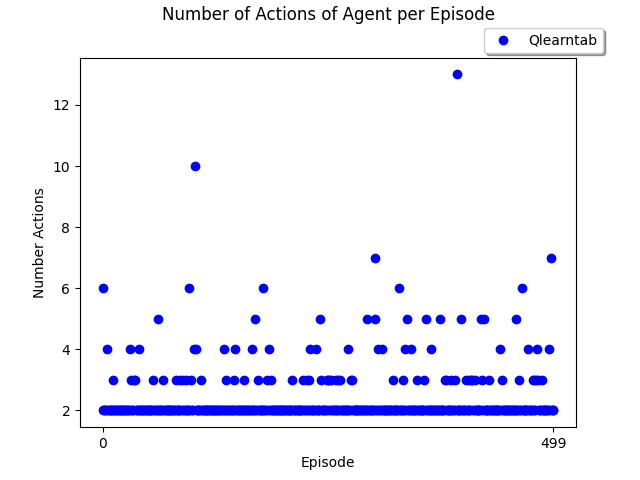 Number of Actions of Agent per Episode
Qlearntab
12
10
8
6
4
2
Number Actions
0
499
Episode